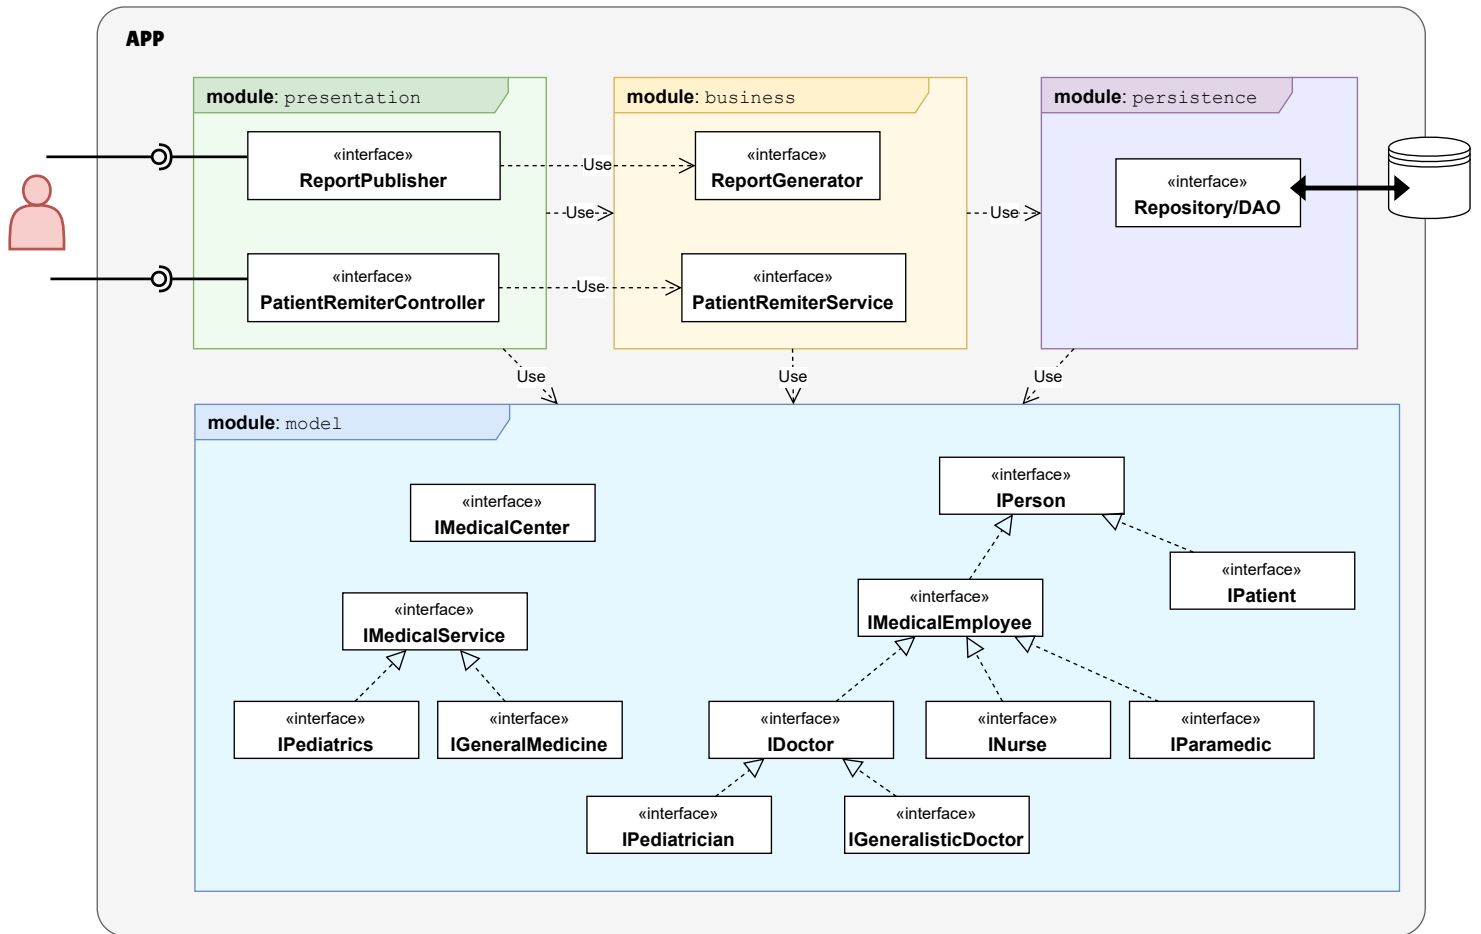 APP
module: presentation
«interface»
ReportPublisher
«interface»
PatientRemiterController
Use
Use
Use
module: business
«interface»
ReportGenerator
«interface»
PatientRemiterService
Use
module: persistence
«interface»
Repository/DAO
Use
Use
Use
module: model
«interface»
IMedicalCenter
«interface»
IPerson
«interface»
IPatient
«interface»
IMedicalService
«interface»
IMedicalEmployee
«interface»
IPediatrics
«interface»
IGeneralMedicine
«interface»
IDoctor
«interface»
INurse
«interface»
IParamedic
«interface»
IPediatrician
«interface»
IGeneralisticDoctor